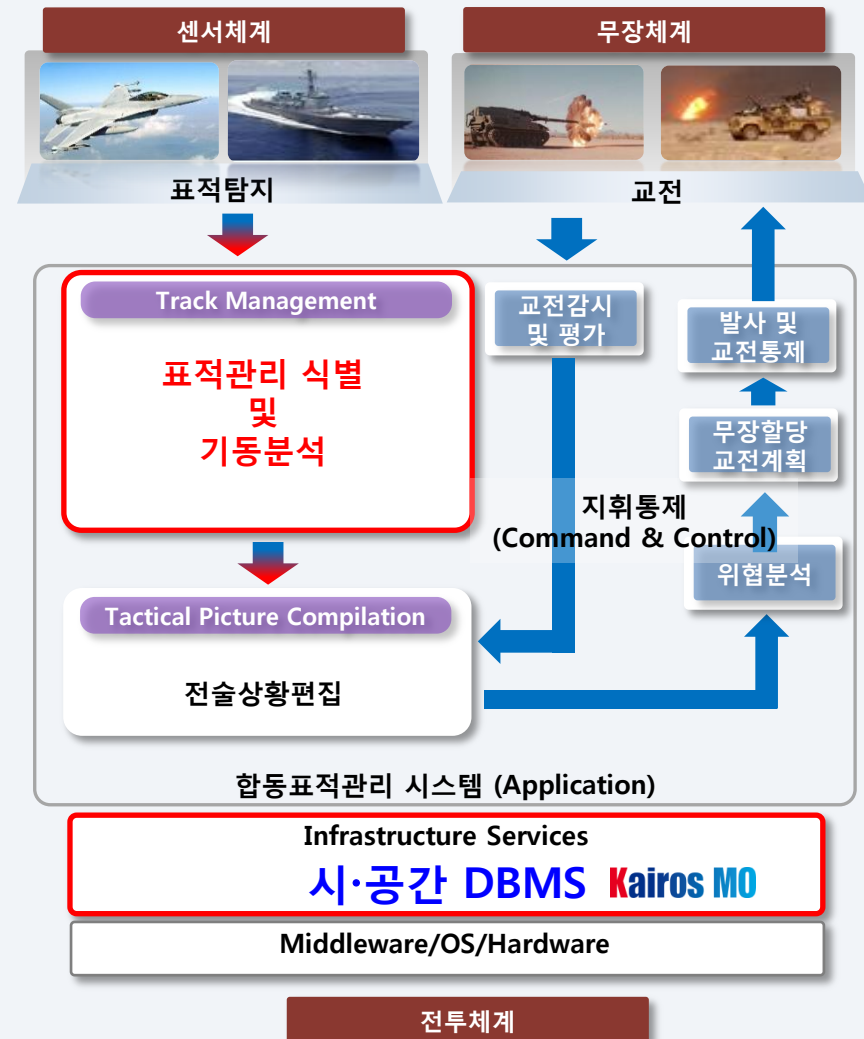 센서체계
무장체계
표적탐지
교전
Track Management
표적관리 식별
및
기동분석
교전감시
및 평가
발사 및
교전통제
무장할당
교전계획
지휘통제
(Command & Control)
위협분석
Tactical Picture Compilation
전술상황편집
합동표적관리 시스템 (Application)
Infrastructure Services
시·공간 DBMS Kairos MO
Middleware/OS/Hardware
전투체계